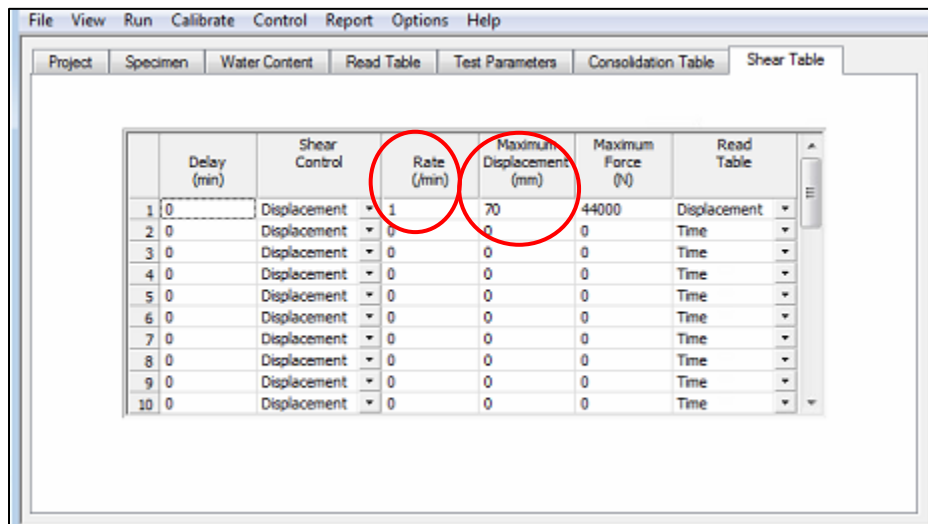 File View Run Calibrate Control Report Options Help
Project Specimen Water Content Read Table Test Parameters Consolidation Table Shear Table
Delay (min) Shear Control Rate (/min) Maximum Displacement (mm) Maximum Force (N) Read Table
1 0 Displacement 1 70 44000 Displacement
2 0 Displacement 0 0 0 Time
3 0 Displacement 0 0 0 Time
4 0 Displacement 0 0 0 Time
5 0 Displacement 0 0 0 Time
6 0 Displacement 0 0 0 Time
7 0 Displacement 0 0 0 Time
8 0 Displacement 0 0 0 Time
9 0 Displacement 0 0 0 Time
10 0 Displacement 0 0 0 Time